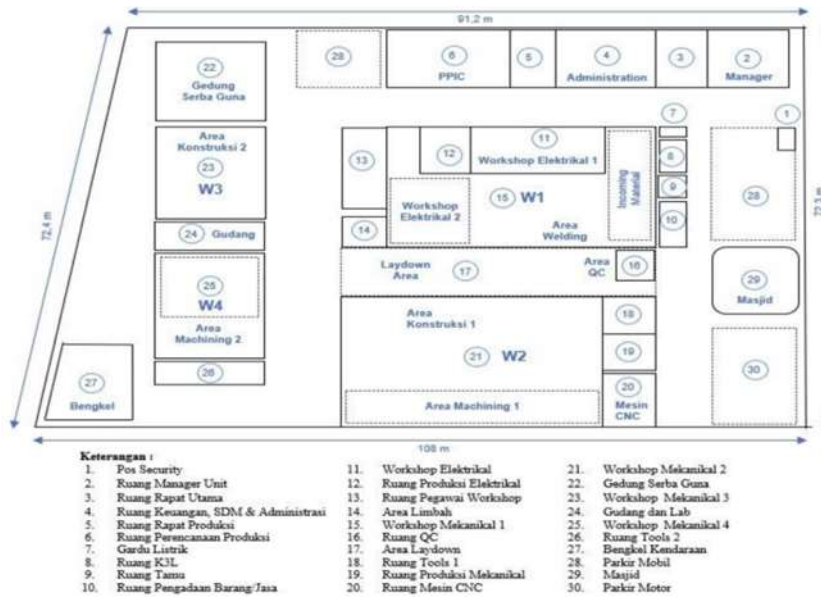 91,2 m
22
Gedung
Serba Guna
28
6
PPIC
5
4
Administration
3
2
Manager
7
1
Area
Konstruksi 2
23
W3
13
12
11
Workshop Elektrikal 1
Incoming
Material
8
9
10
28
72,3 m
72,4 m
Workshop
Elektrikal 2
15 W1
Area
Welding
24 Gudang
14
Laydown
Area
17
Area
QC
16
25
W4
Area
Machining 2
29
Masjid
Area
Konstruksi 1
18
21 W2
19
26
27
Bengkel
Area Machining 1
20
Mesin
CNC
30
108 m
Keterangan :
1. Pos Security
2. Ruang Manager Unit
3. Ruang Rapat Utama
4. Ruang Keuangan, SDM & Administrasi
5. Ruang Rapat Produksi
6. Ruang Perencanaan Produksi
7. Gardu Listrik
8. Ruang K3L
9. Ruang Tamu
10. Ruang Pengadaan Barang/Jasa
11. Workshop Elektrikal
12. Ruang Produksi Elektrikal
13. Ruang Pegawai Workshop
14. Area Limbah
15. Workshop Mekanikal 1
16. Ruang QC
17. Area Laydown
18. Ruang Tools 1
19. Ruang Produksi Mekanikal
20. Ruang Mesin CNC
21. Workshop Mekanikal 2
22. Gedung Serba Guna
23. Workshop Mekanikal 3
24. Gudang dan Lab
25. Workshop Mekanikal 4
26. Ruang Tools 2
27. Bengkel Kendaraan
28. Parkir Mobil
29. Masjid
30. Parkir Motor